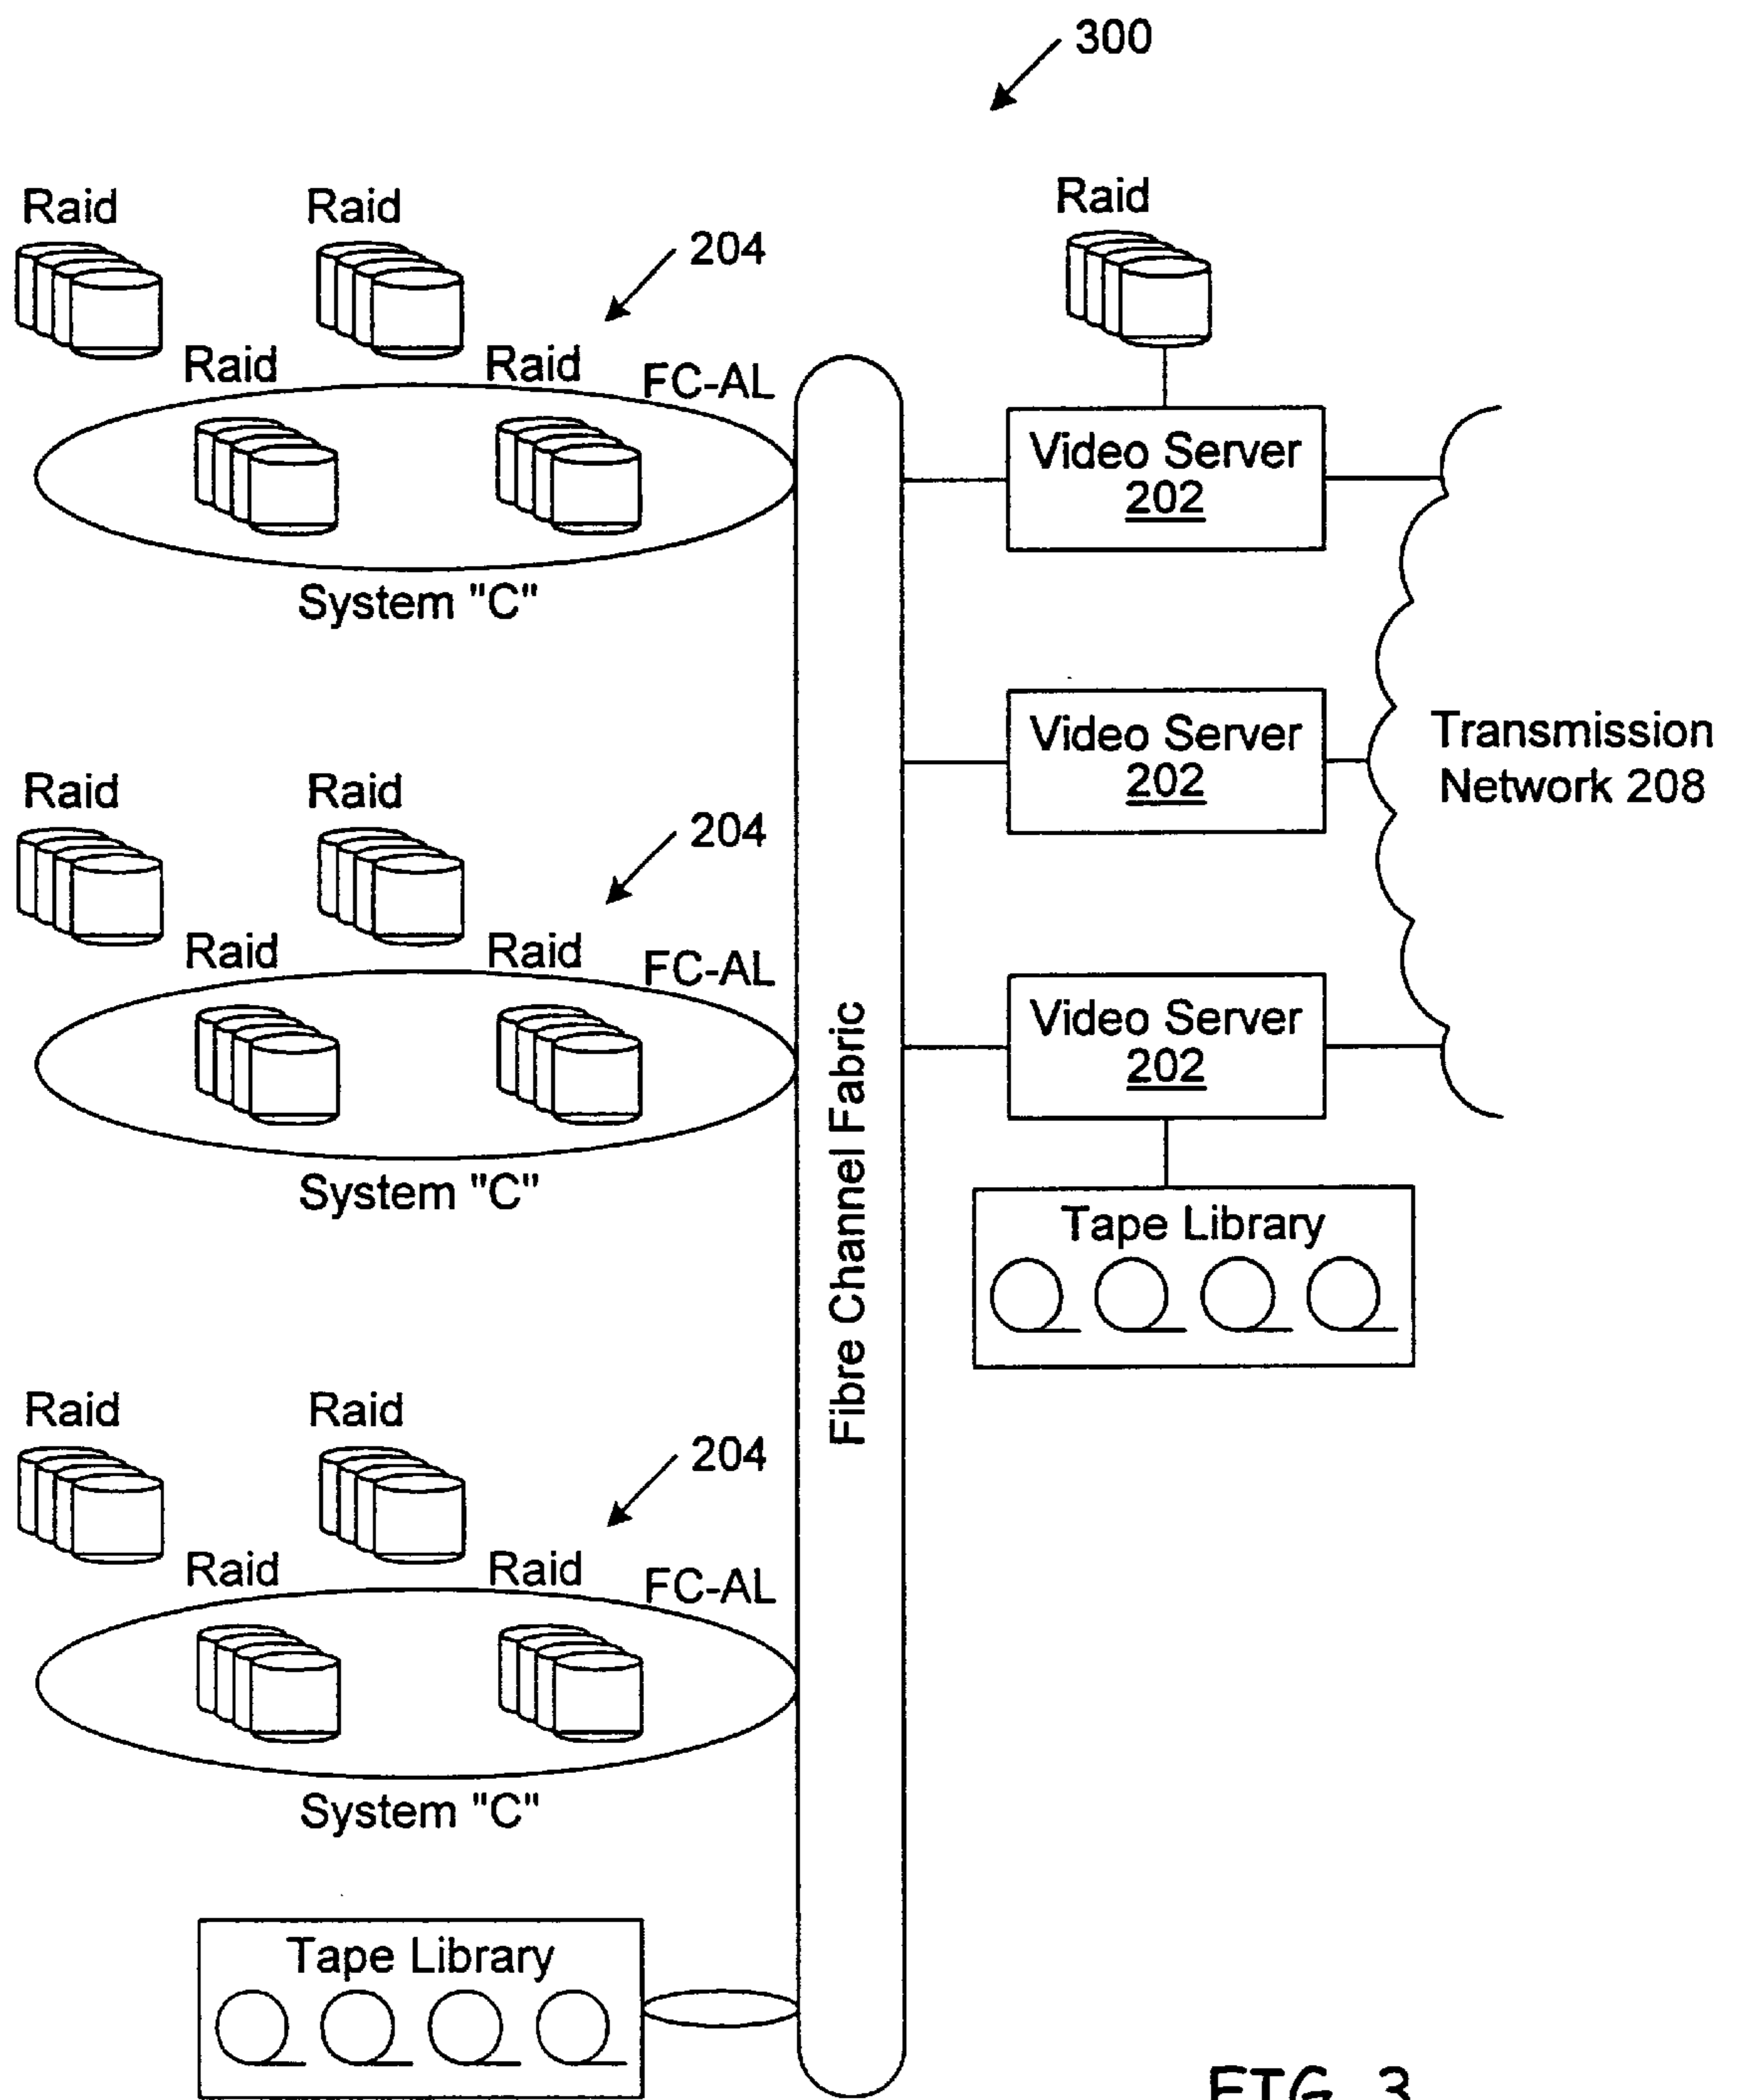 300
Raid
Raid
204
Raid
Raid
Raid
FC-AL
System "C"
Video Server
202
Video Server
202
Transmission
Network 208
Raid
Raid
204
Raid
Raid
FC-AL
System "C"
Video Server
202
Tape Library
Fibre Channel Fabric
Raid
Raid
204
Raid
Raid
FC-AL
System "C"
Tape Library
FIG. 3